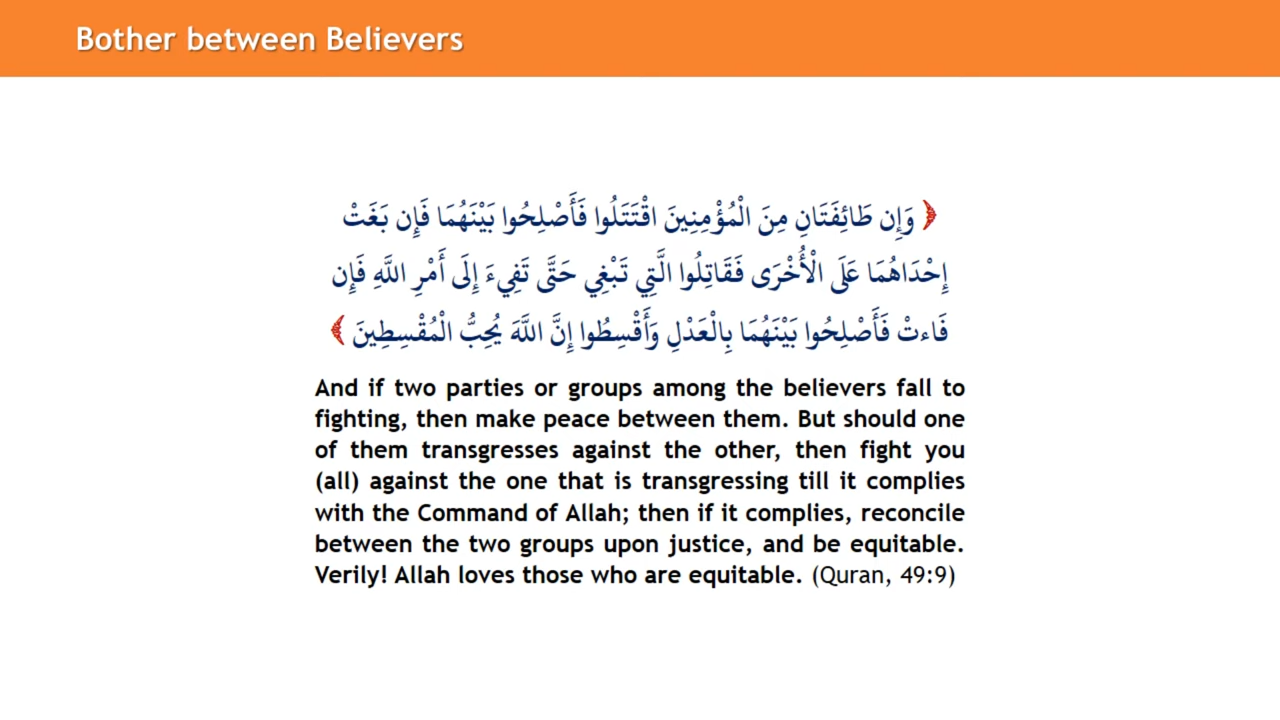 Bother between Believers
﴿ وَإِن طَائِفَتَانِ مِنَ الْمُؤْمِنِينَ اقْتَتَلُوا فَأَصْلِحُوا بَيْنَهُمَا فَإِن بَغَتْ
إِحْدَاهُمَا عَلَى الْأُخْرَى فَقَاتِلُوا الَّتِي تَبْغِي حَتَّى تَفِيءَ إِلَى أَمْرِ اللَّهِ فَإِن
فَاءتْ فَأَصْلِحُوا بَيْنَهُمَا بِالْعَدْلِ وَأَقْسِطُوا إِنَّ اللَّهَ يُحِبُّ الْمُقْسِطِينَ ﴾
And if two parties or groups among the believers fall to
fighting, then make peace between them. But should one
of them transgresses against the other, then fight you
(all) against the one that is transgressing till it complies
with the Command of Allah; then if it complies, reconcile
between the two groups upon justice, and be equitable.
Verily! Allah loves those who are equitable. (Quran, 49:9)